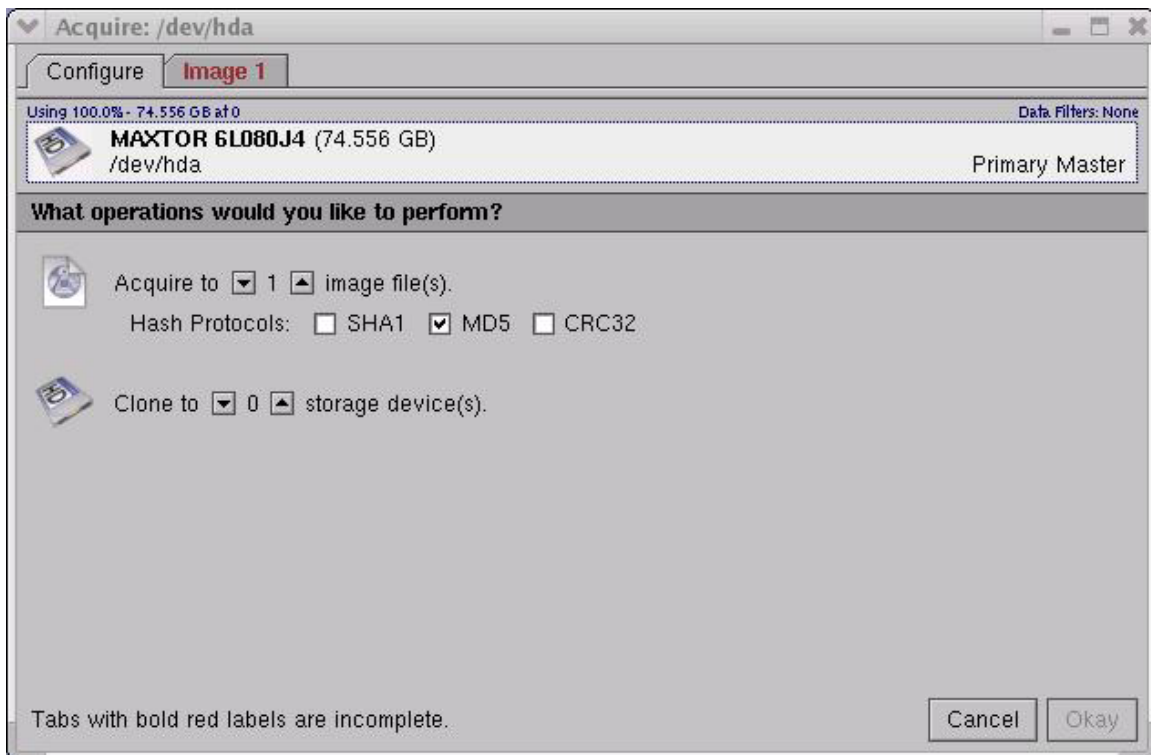 Acquire: /dev/hda
Configure Image 1
Using 100.0% - 74.556 GB at 0 Data Filters: None
MAXTOR 6L080J4 (74.556 GB)
/dev/hda Primary Master
What operations would you like to perform?
Acquire to 1 image file(s).
Hash Protocols: SHA1 MD5 CRC32
Clone to 0 storage device(s).
Tabs with bold red labels are incomplete. Cancel Okay